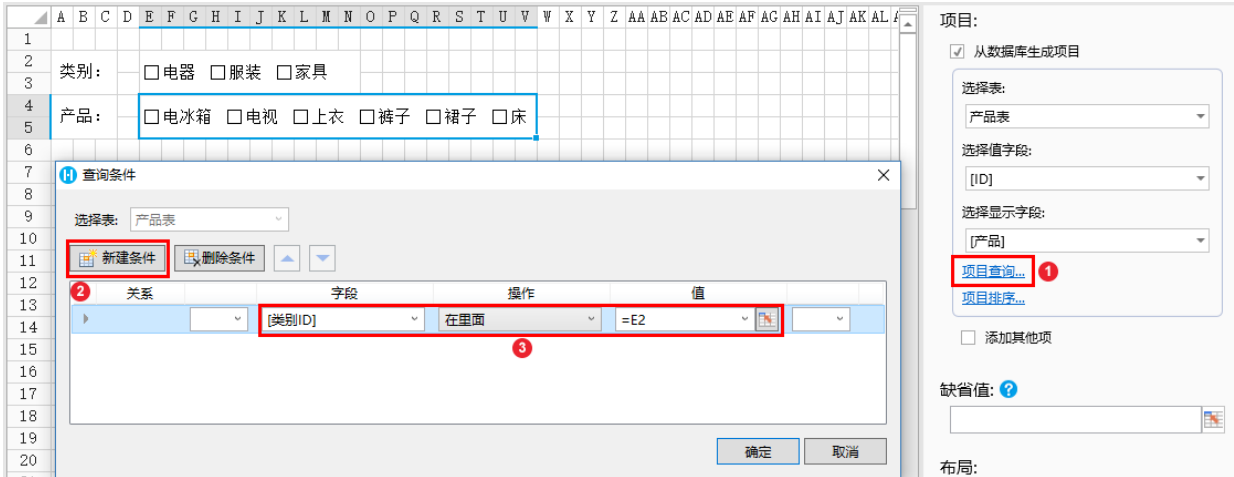 A B C D E F G H I J K L M N O P Q R S T U V W X Y Z AA AB AC AD AE AF AG AH AI AJ AK AL
1
2
类别: 电器 服装 家具
3
4
产品: 电冰箱 电视 上衣 裤子 裙子 床
5
6
7
8
9
10
11
12
13
14
15
16
17
18
19
20
查询条件
选择表: 产品表
新建条件 删除条件
2
关系 字段 操作 值
[类别ID] 在里面 =E2
3
确定 取消
项目:
从数据库生成项目
选择表:
产品表
选择值字段:
[ID]
选择显示字段:
[产品]
项目查询... 1
项目排序...
添加其他项
缺省值: ?
布局: